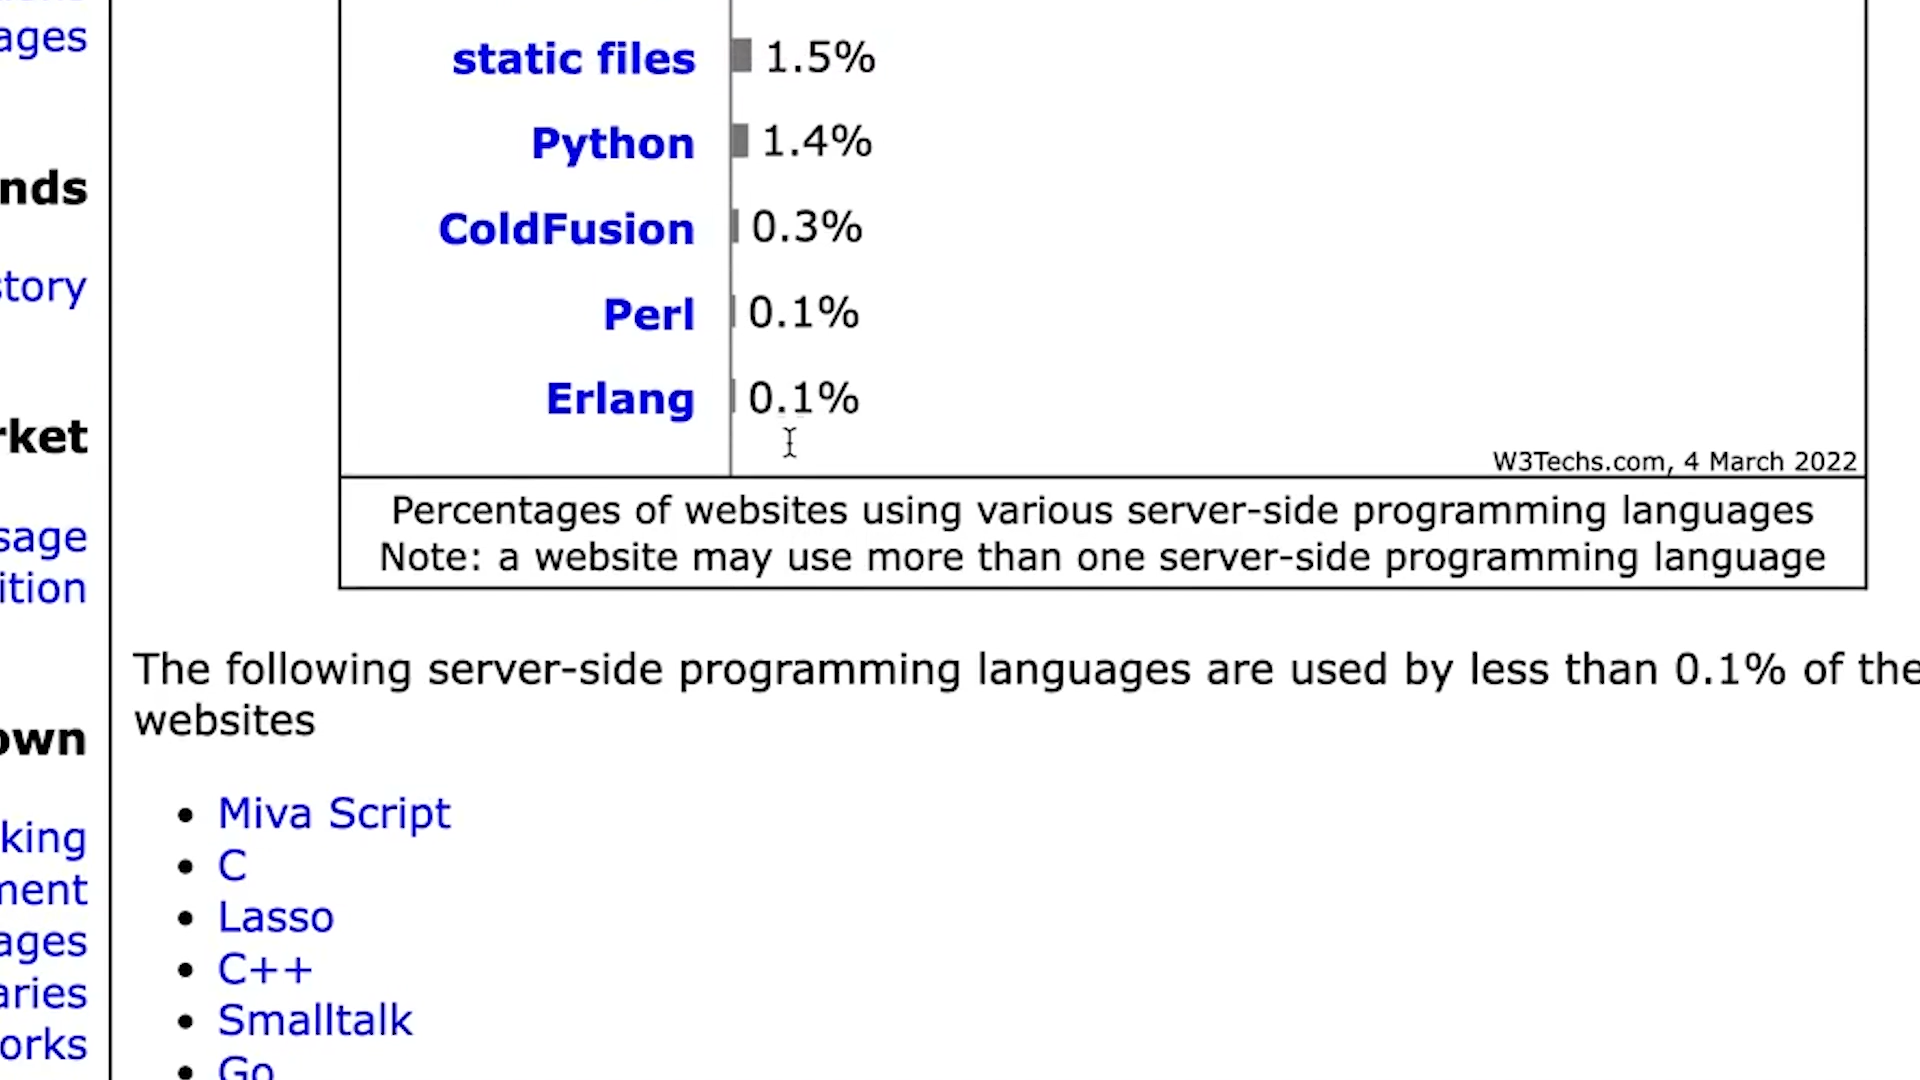 ages
static files 1.5%
Python 1.4%
nds
ColdFusion 0.3%
story
Perl 0.1%
Erlang 0.1%
rket
W3Techs.com, 4 March 2022
Percentages of websites using various server-side programming languages
sage
Note: a website may use more than one server-side programming language
ition
The following server-side programming languages are used by less than 0.1% of the
websites
own
Miva Script
king
C
ment
Lasso
ages
C++
aries
Smalltalk
orks
Go